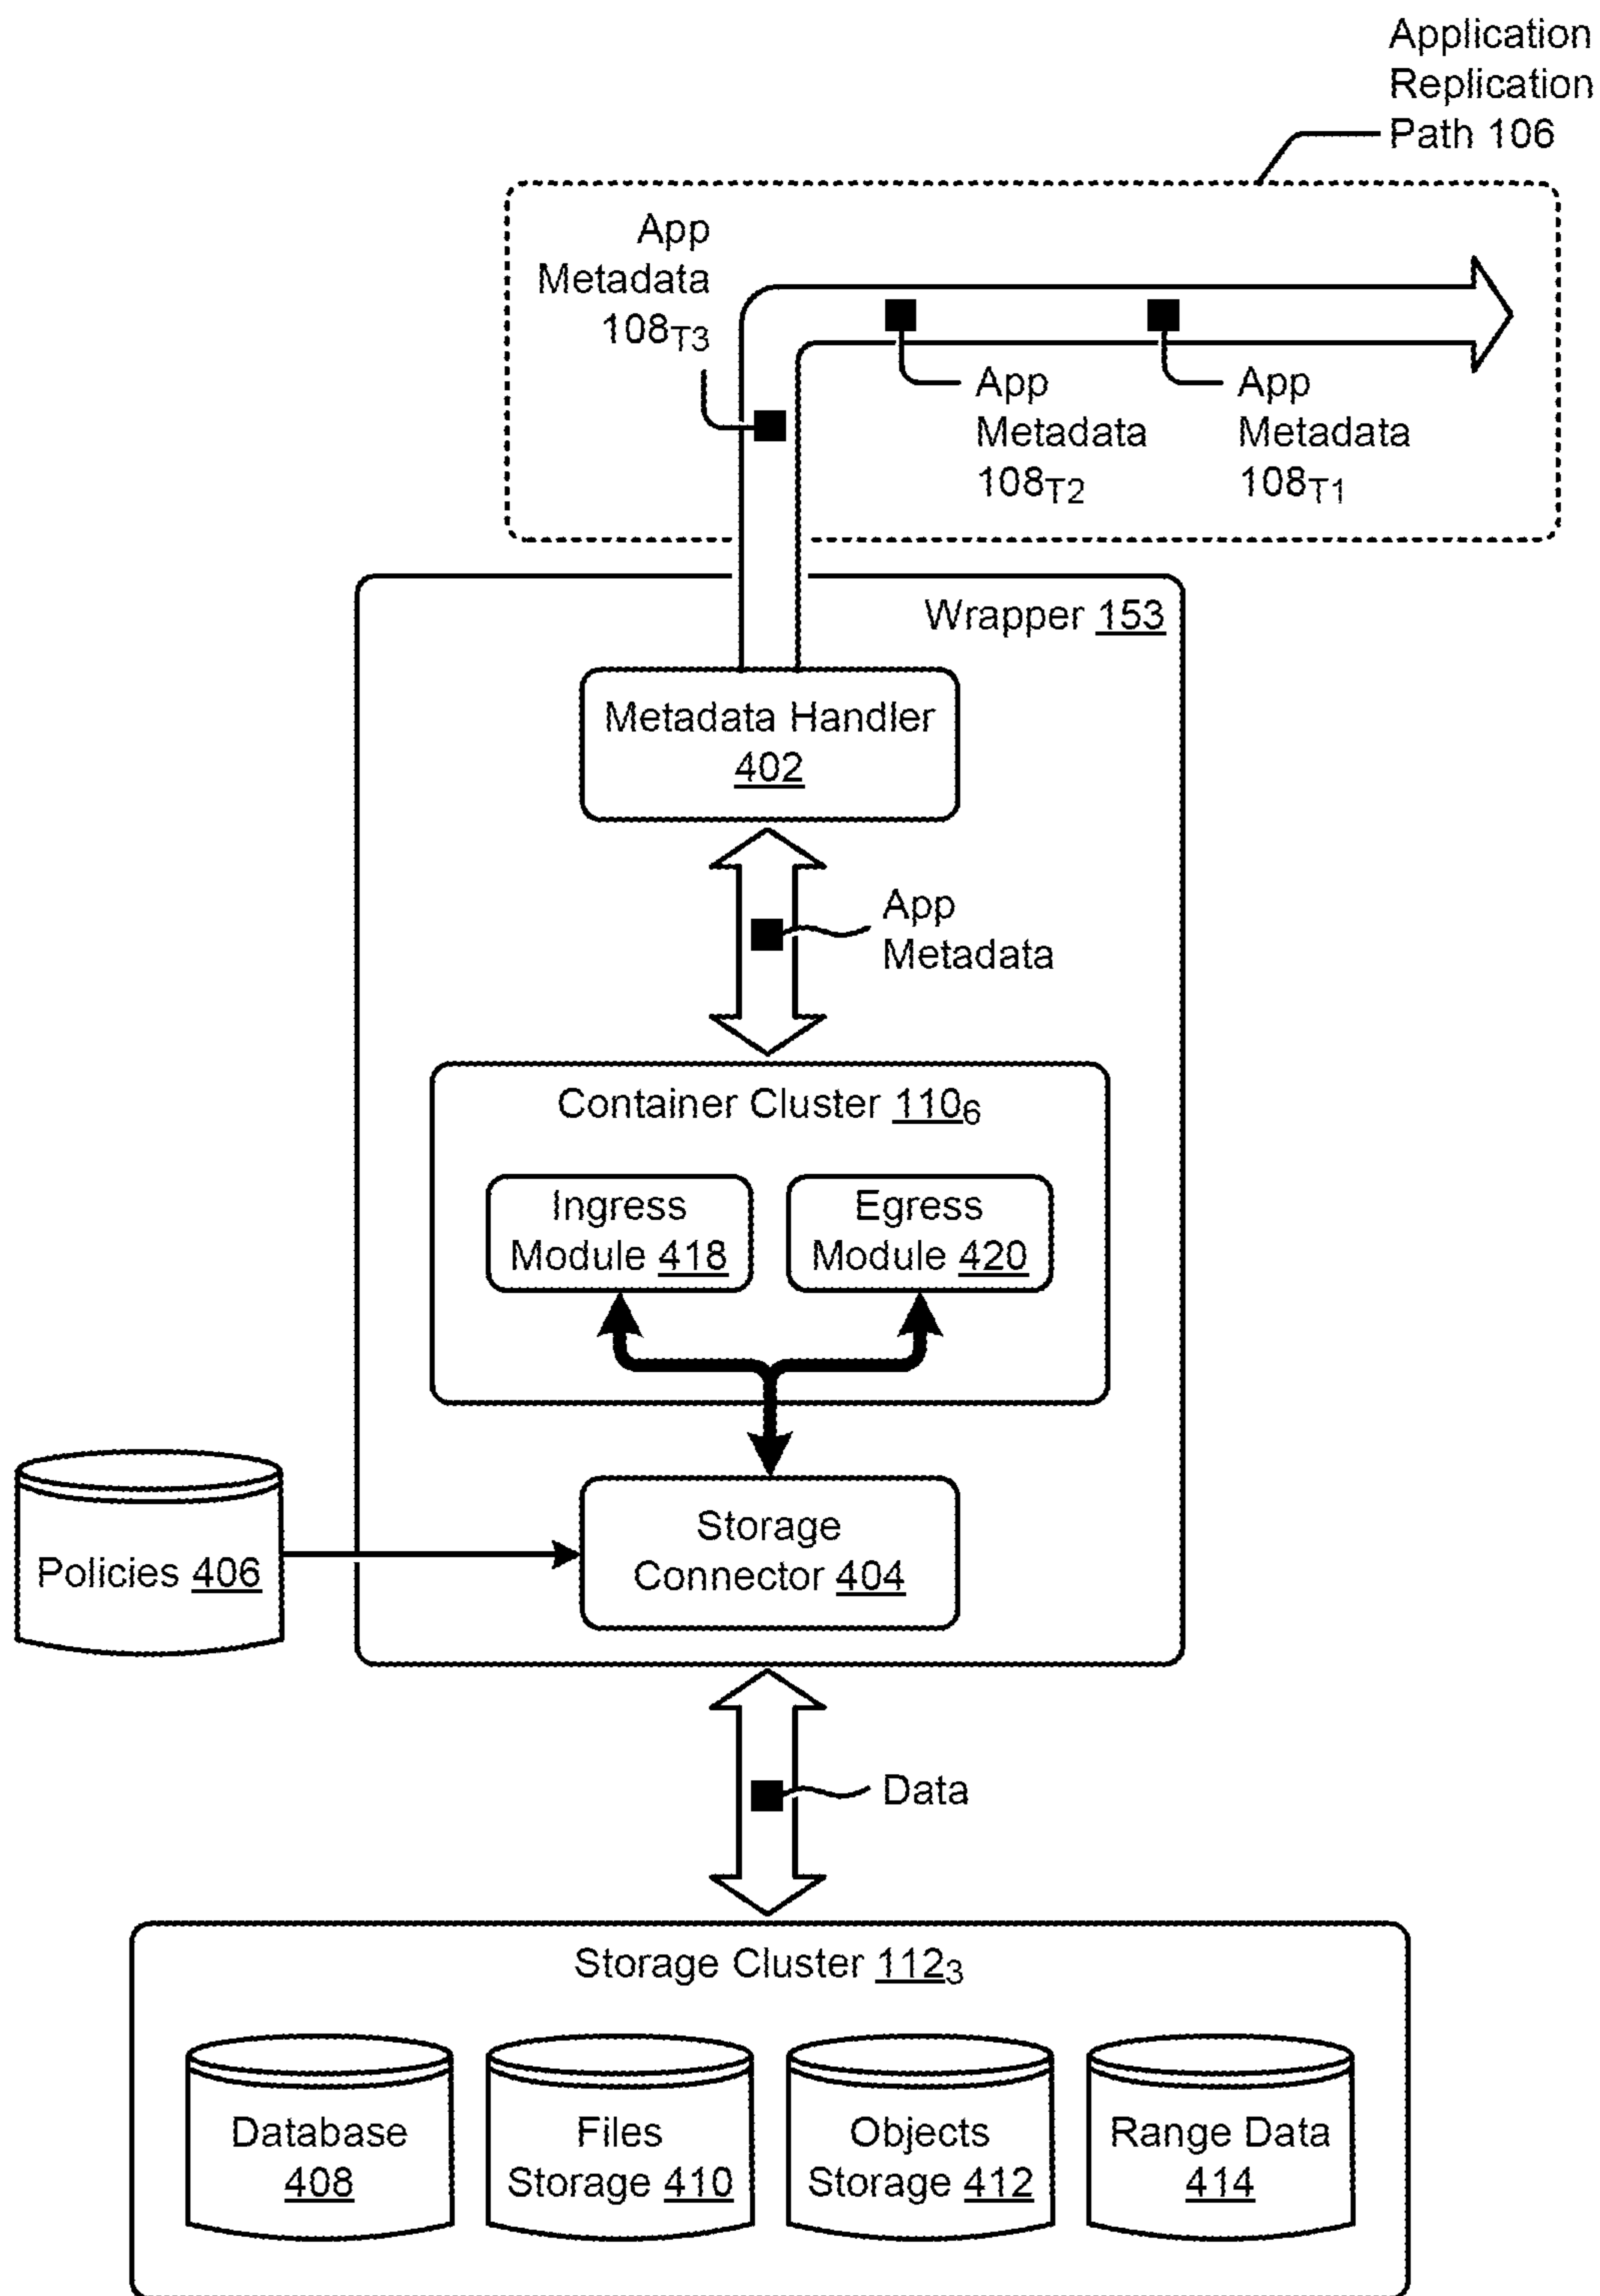 Application
Replication
Path 106
App
Metadata
108T3
App
Metadata
108T2
App
Metadata
108T1
Wrapper 153
Metadata Handler
402
App
Metadata
Container Cluster 1106
Ingress
Module 418
Egress
Module 420
Policies 406
Storage
Connector 404
Data
Storage Cluster 1123
Database
408
Files
Storage 410
Objects
Storage 412
Range Data
414